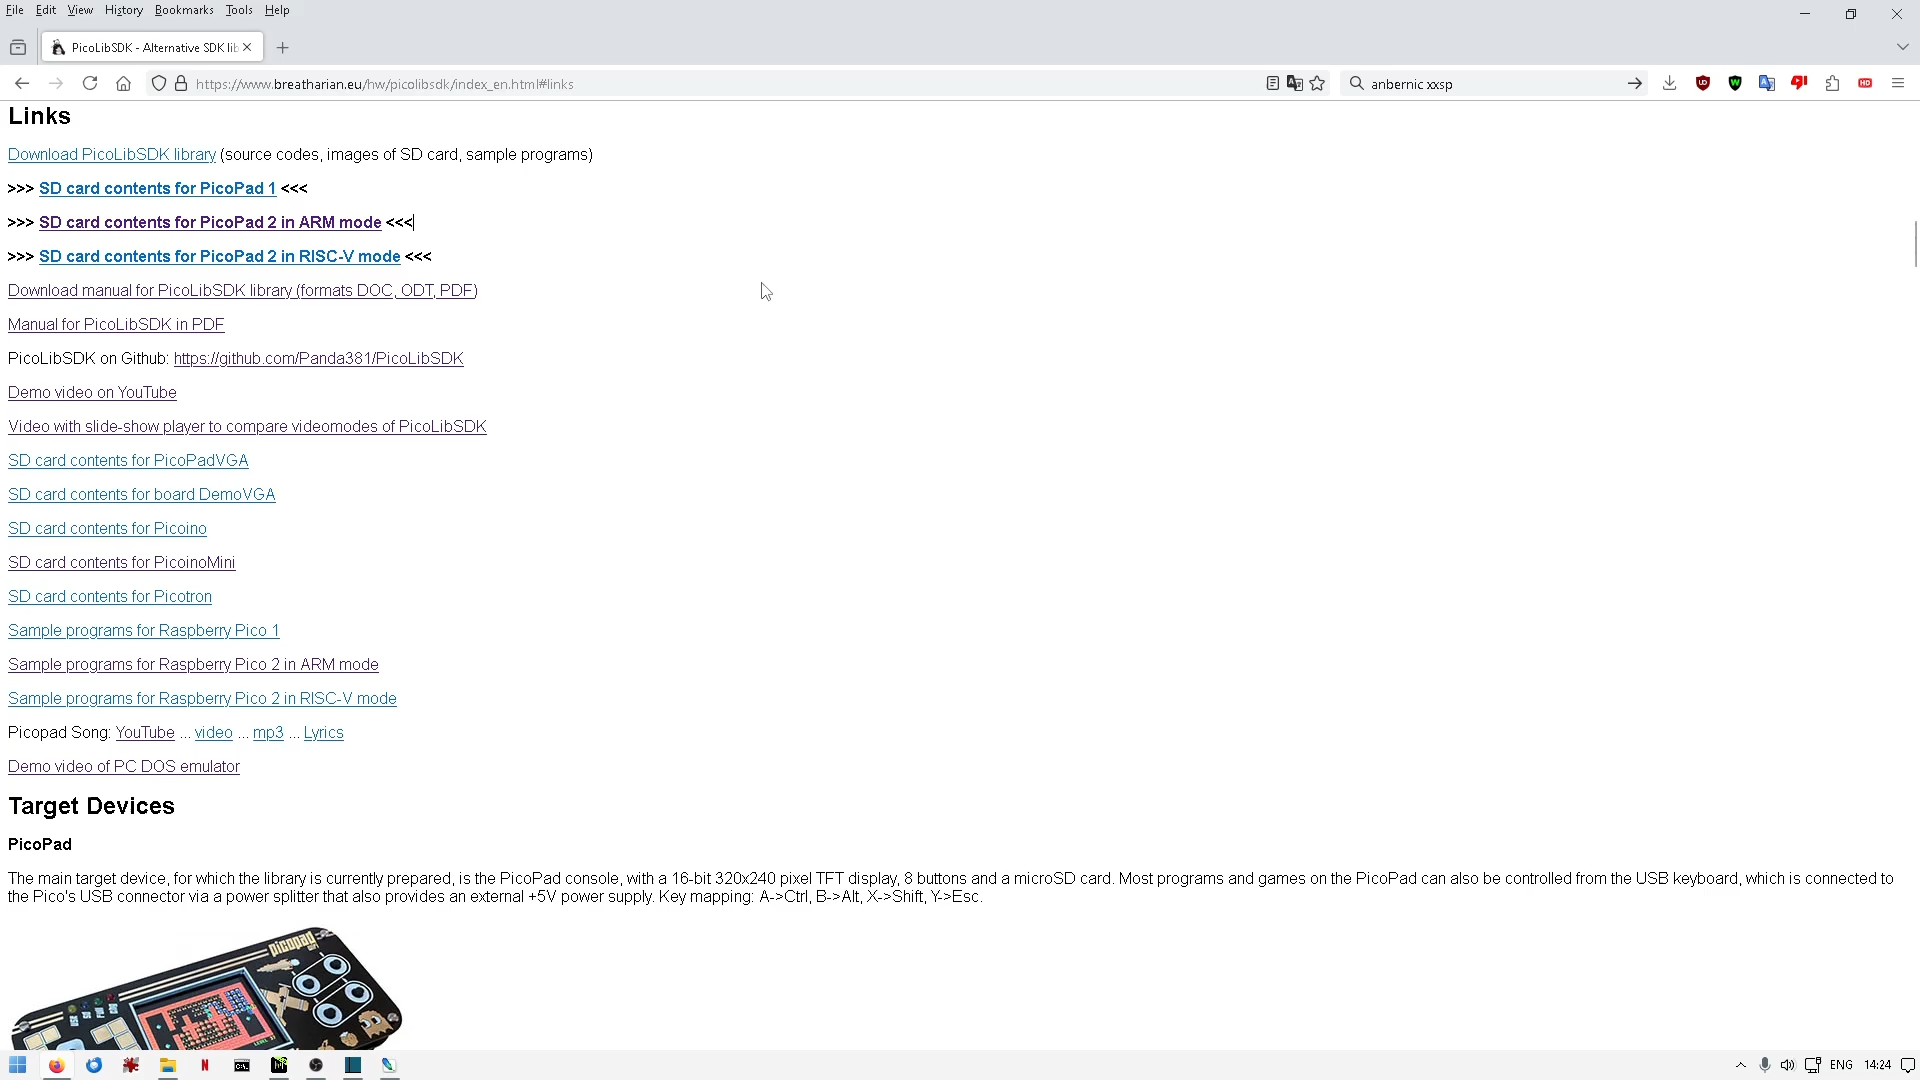 File Edit View History Bookmarks Tools Help
PicoLibSDK - Alternative SDK lib
https://www.breatharian.eu/hw/picolibsdk/index_en.html#links
anbernic xxsp
HD
Links
Download PicoLibSDK library (source codes, images of SD card, sample programs)
>>> SD card contents for PicoPad 1 <<<
>>> SD card contents for PicoPad 2 in ARM mode <<<
>>> SD card contents for PicoPad 2 in RISC-V mode <<<
Download manual for PicoLibSDK library (formats DOC, ODT, PDF)
Manual for PicoLibSDK in PDF
PicoLibSDK on Github: https://github.com/Panda381/PicoLibSDK
Demo video on YouTube
Video with slide-show player to compare videomodes of PicoLibSDK
SD card contents for PicoPadVGA
SD card contents for board DemoVGA
SD card contents for Picoino
SD card contents for PicoinoMini
SD card contents for Picotron
Sample programs for Raspberry Pico 1
Sample programs for Raspberry Pico 2 in ARM mode
Sample programs for Raspberry Pico 2 in RISC-V mode
Picopad Song: YouTube ... video ... mp3 ... Lyrics
Demo video of PC DOS emulator
Target Devices
PicoPad
The main target device, for which the library is currently prepared, is the PicoPad console, with a 16-bit 320x240 pixel TFT display, 8 buttons and a microSD card. Most programs and games on the PicoPad can also be controlled from the USB keyboard, which is connected to
the Pico's USB connector via a power splitter that also provides an external +5V power supply. Key mapping: A->Ctrl, B->Alt, X->Shift, Y->Esc.
picopad
ENG 14:24